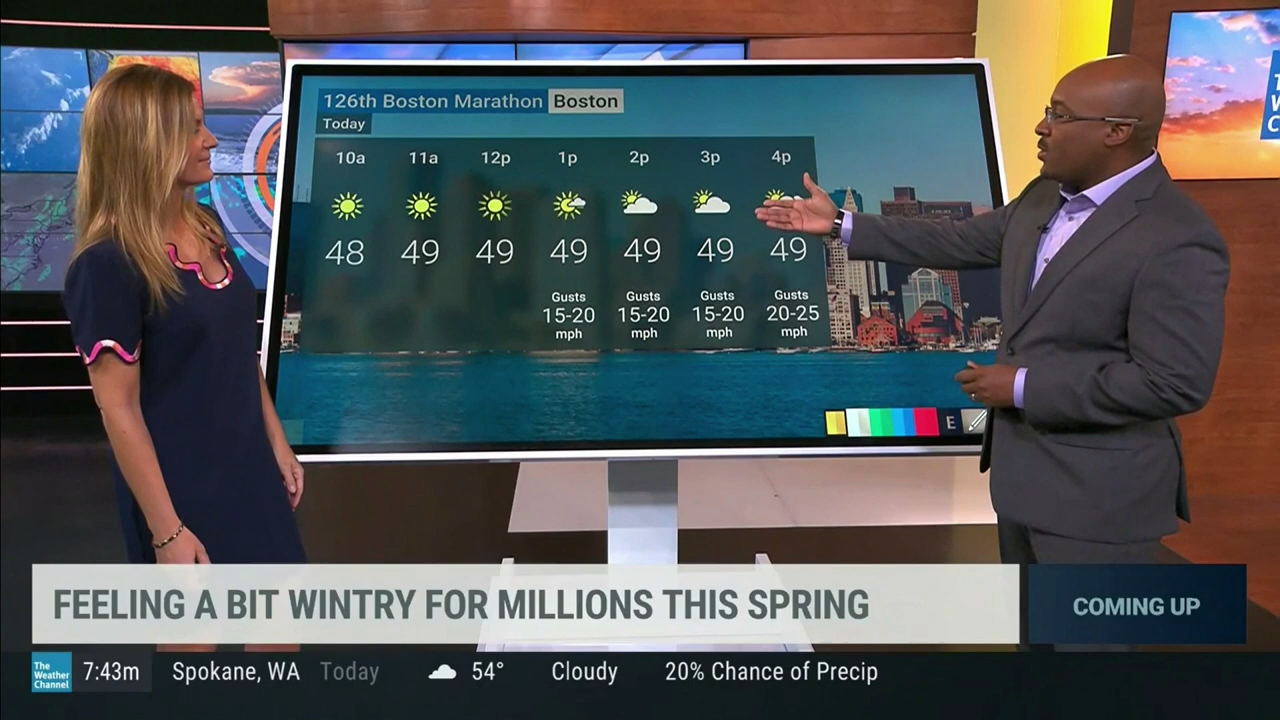 126th Boston Marathon Boston
Today
10a 11a 12p 1p 2p 3p 4p
48 49 49 49 49 49 49
Gusts Gusts Gusts Gusts
15-20 15-20 15-20 20-25
mph mph mph mph
E
FEELING A BIT WINTRY FOR MILLIONS THIS SPRING
COMING UP
The Weather Channel 7:43m Spokane, WA Today 54° Cloudy 20% Chance of Precip